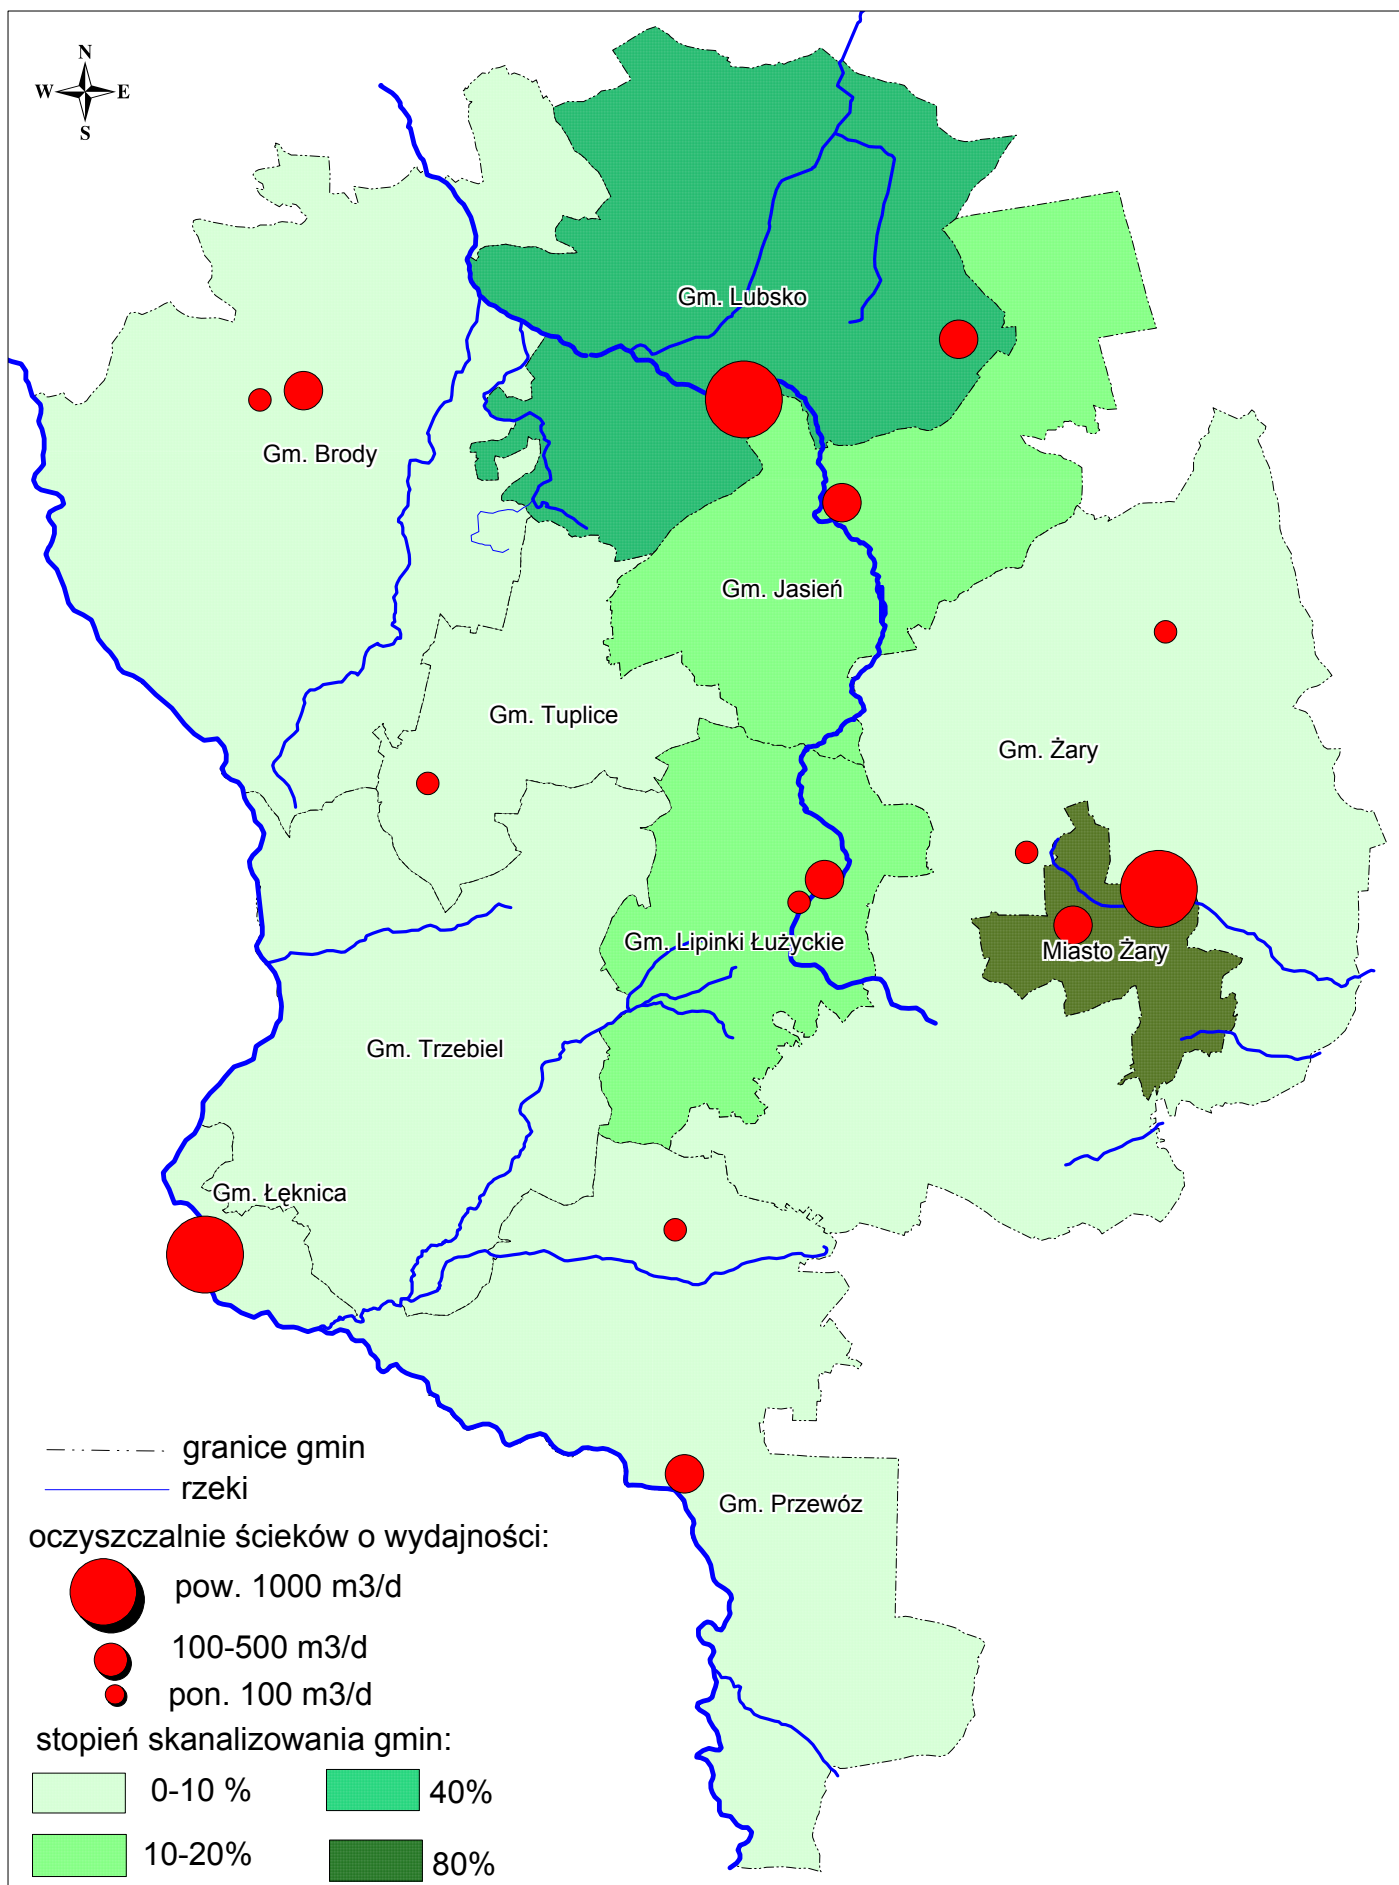 N
W E
S
Gm. Lubsko
Gm. Brody
Gm. Jasień
Gm. Tuplice
Gm. Żary
Gm. Lipinki Łużyckie
Miasto Żary
Gm. Trzebiel
Gm. Łęknica
Gm. Przewóz
granice gmin
rzeki
oczyszczalnie ścieków o wydajności:
pow. 1000 m3/d
100-500 m3/d
pon. 100 m3/d
stopień skanalizowania gmin:
0-10 %
40%
10-20%
80%